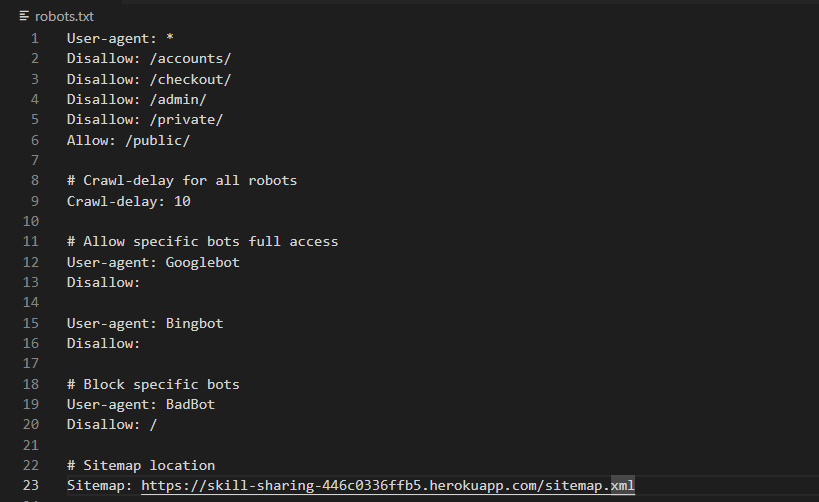 robots.txt
1 User-agent: *
2 Disallow: /accounts/
3 Disallow: /checkout/
4 Disallow: /admin/
5 Disallow: /private/
6 Allow: /public/
7
8 # Crawl-delay for all robots
9 Crawl-delay: 10
10
11 # Allow specific bots full access
12 User-agent: Googlebot
13 Disallow:
14
15 User-agent: Bingbot
16 Disallow:
17
18 # Block specific bots
19 User-agent: BadBot
20 Disallow: /
21
22 # Sitemap location
23 Sitemap: https://skill-sharing-446c0336ffb5.herokuapp.com/sitemap.xml